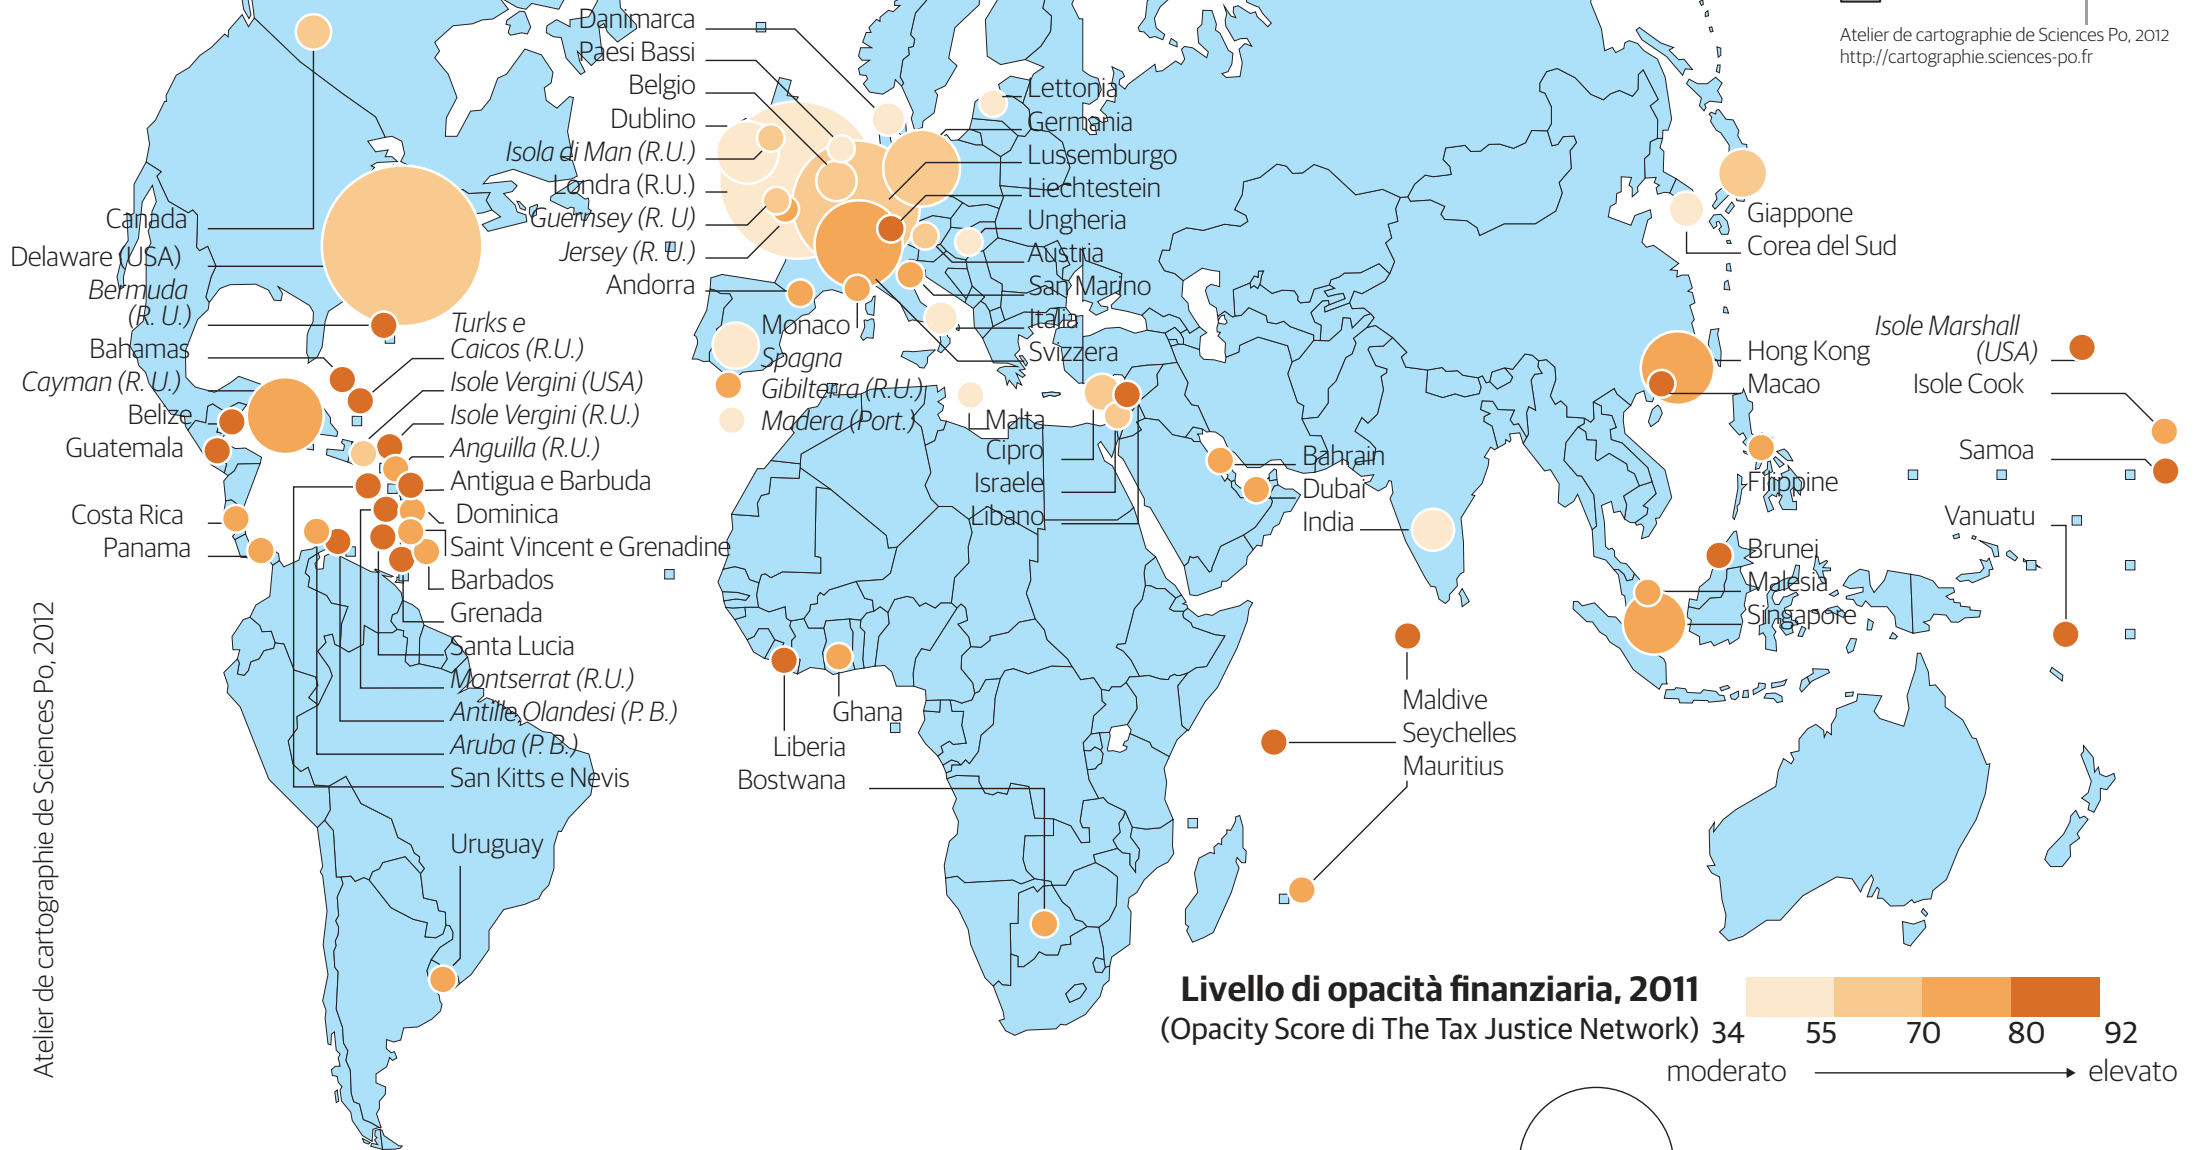 Atelier de cartographie de Sciences Po, 2012
http://cartographie.sciences-po.fr
Canada
Delaware (USA)
Bermuda
(R. U.)
Bahamas
Cayman (R. U.)
Belize
Guatemala
Costa Rica
Panama
Turks e
Caicos (R.U.)
Isole Vergini (USA)
Isole Vergini (R.U.)
Anguilla (R.U.)
Antigua e Barbuda
Dominica
Saint Vincent e Grenadine
Barbados
Grenada
Santa Lucia
Montserrat (R.U.)
Antille Olandesi (P. B.)
Aruba (P. B.)
San Kitts e Nevis
Uruguay
Danimarca
Paesi Bassi
Belgio
Dublino
Isola di Man (R.U.)
Londra (R.U.)
Guernsey (R. U)
Jersey (R. U.)
Andorra
Monaco
Spagna
Gibilterra (R.U.)
Madera (Port.)
Lettonia
Germania
Lussemburgo
Liechtestein
Ungheria
Austria
San Marino
Italia
Svizzera
Malta
Cipro
Israele
Libano
Bahrain
Dubai
India
Ghana
Liberia
Bostwana
Maldive
Seychelles
Mauritius
Giappone
Corea del Sud
Hong Kong
Macao
Filippine
Brunei
Malesia
Singapore
Isole Marshall
(USA)
Isole Cook
Samoa
Vanuatu
Atelier de cartographie de Sciences Po, 2012
Livello di opacità finanziaria, 2011
(Opacity Score di The Tax Justice Network)
34 55 70 80 92
moderato elevato